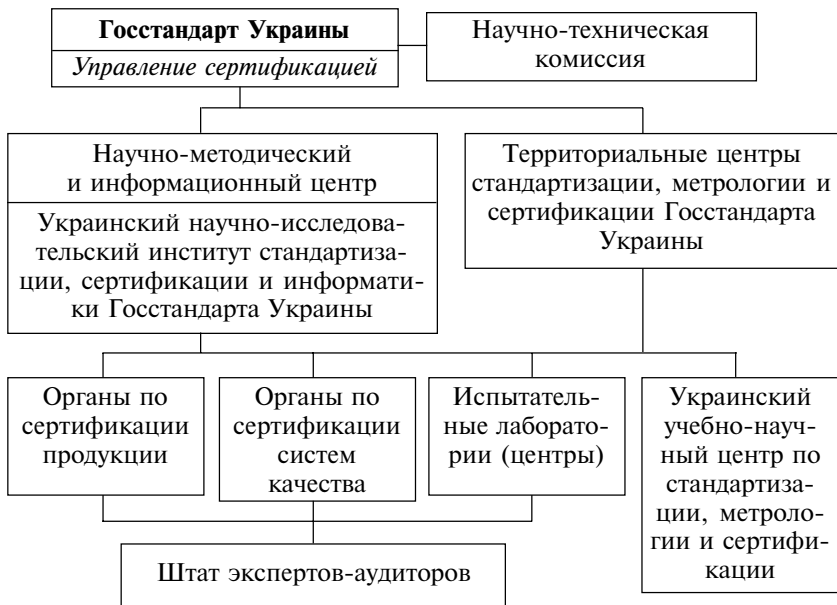 Госстандарт Украины
Управление сертификацией
Научно-техническая
комиссия
Научно-методический
и информационный центр
Украинский научно-исследова-
тельский институт стандартиза-
ции, сертификации и информати-
ки Госстандарта Украины
Территориальные центры
стандартизации, метрологии и
сертификации Госстандарта
Украины
Органы по
сертификации
продукции
Органы по
сертификации
систем
качества
Испытатель-
ные лаборато-
рии (центры)
Украинский
учебно-науч-
ный центр по
стандартиза-
ции, метроло-
гии и сертифи-
кации
Штат экспертов-аудиторов